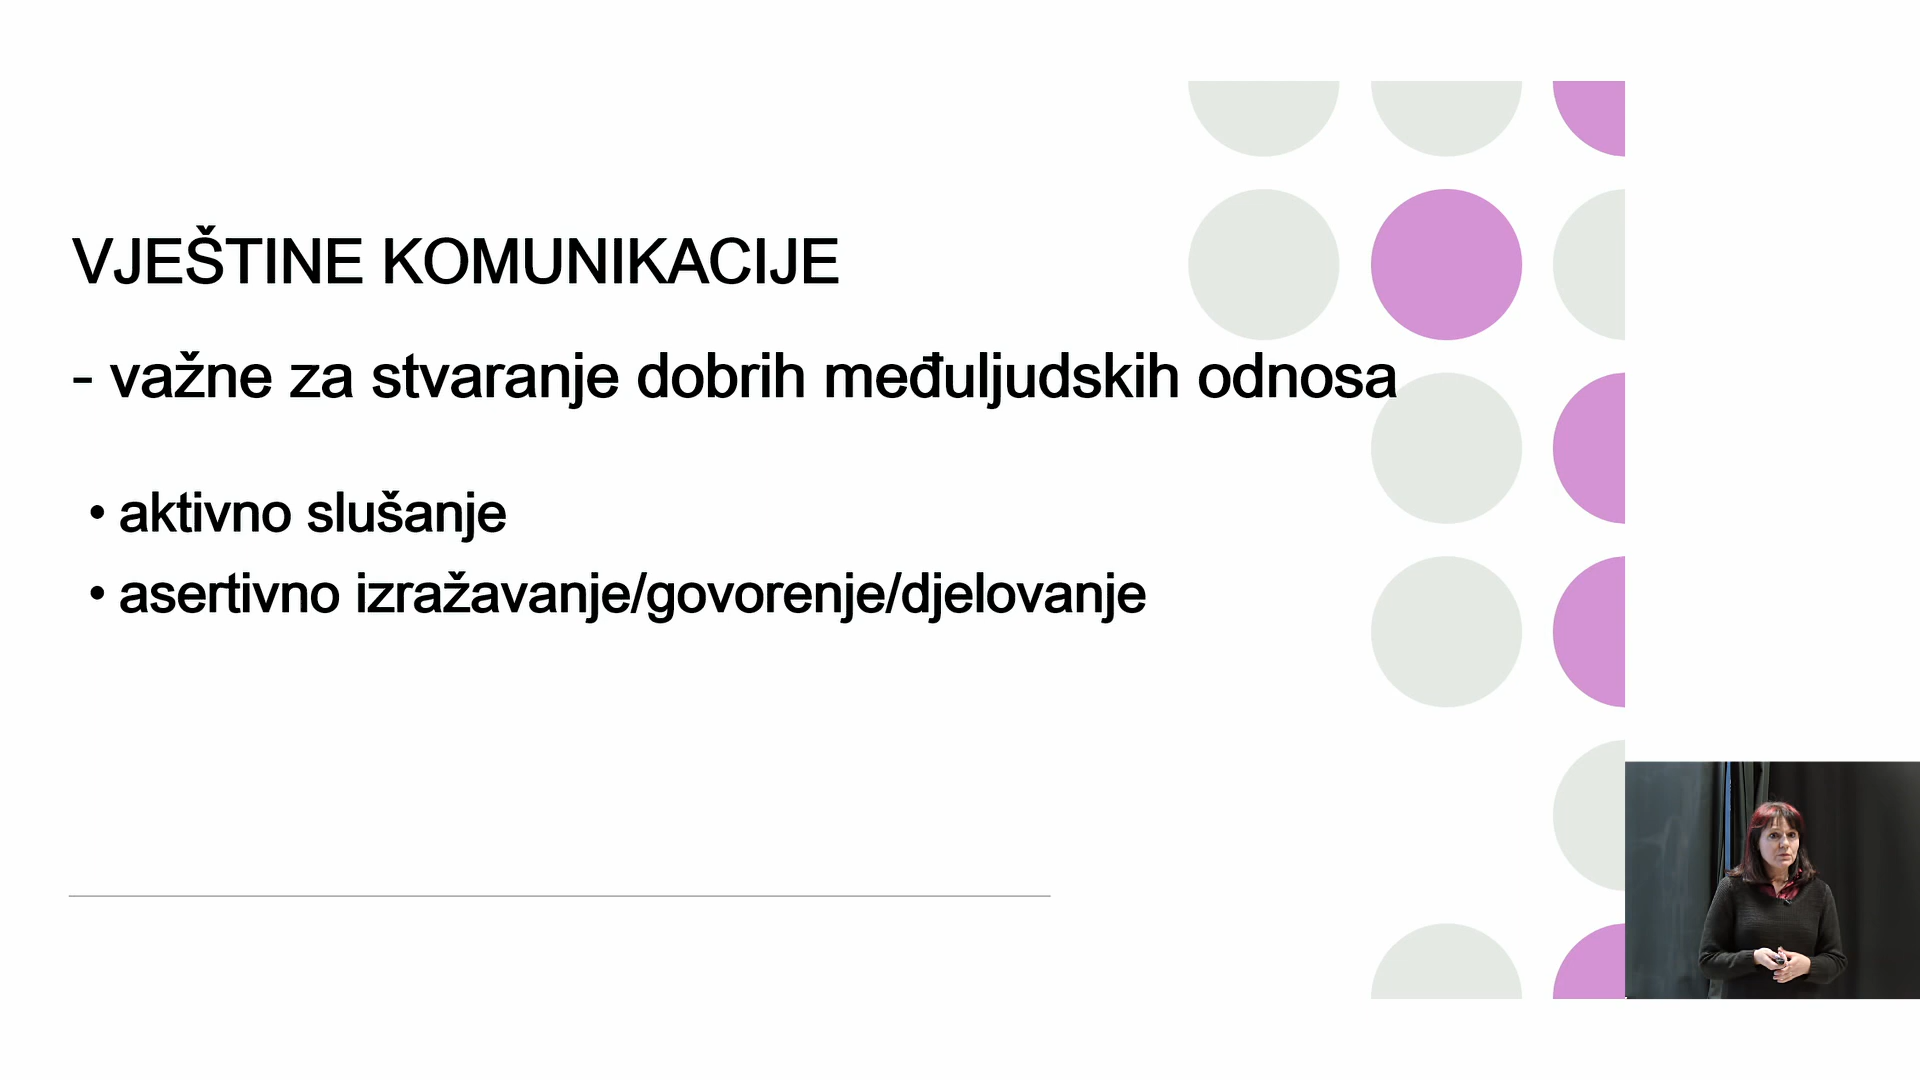 VJEŠTINE KOMUNIKACIJE
- važne za stvaranje dobrih međuljudskih odnosa
• aktivno slušanje
• asertivno izražavanje/govorenje/djelovanje